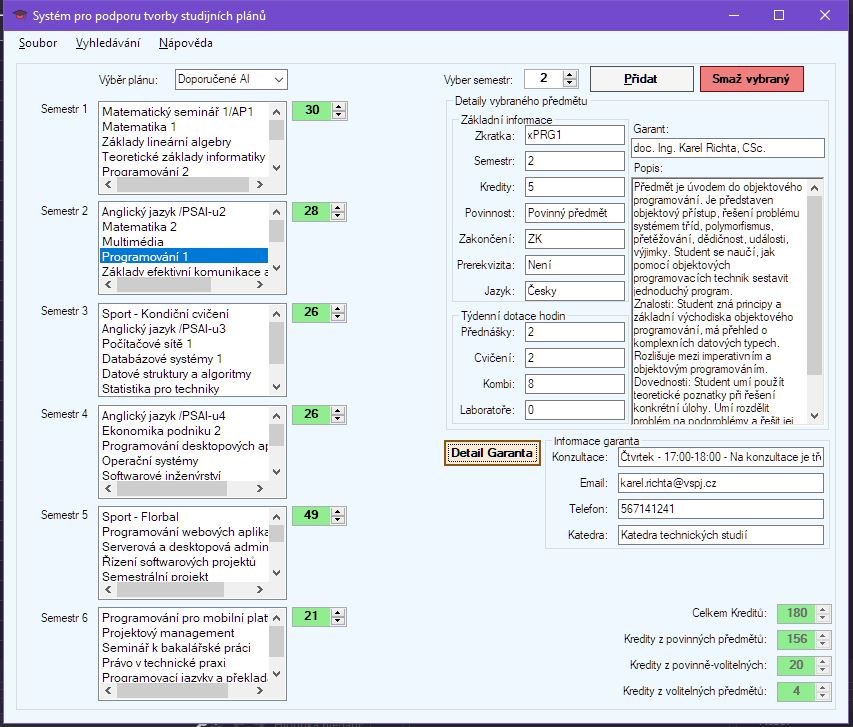 Systém pro podporu tvorby studijních plánů
Soubor Vyhledávání Nápověda
Výběr plánu: Doporučené AI
Semestr 1
Matematický seminář 1/AP1
Matematika 1
Základy lineární algebry
Teoretické základy informatiky
Programování 2
30
Semestr 2
Anglický jazyk /PSAI-u2
Matematika 2
Multimédia
Programování 1
Základy efektivní komunikace a
28
Semestr 3
Sport - Kondiční cvičení
Anglický jazyk /PSAI-u3
Počítačové sítě 1
Databázové systémy 1
Datové struktury a algoritmy
Statistika pro techniky
26
Semestr 4
Anglický jazyk /PSAI-u4
Ekonomika podniku 2
Programování desktopových ap
Operační systémy
Softwarové inženýrství
26
Semestr 5
Sport - Florbal
Programování webových aplika
Serverová a desktopová admin
Řízení softwarových projektů
Semestrální projekt
49
Semestr 6
Programování pro mobilní plat
Projektový management
Seminář k bakalářské práci
Právo v technické praxi
Programovací jazyky a překlad
21
Vyber semestr: 2 Přidat Smaž vybraný
Detaily vybraného předmětu
Základní informace
Zkratka: xPRG1
Semestr: 2
Kredity: 5
Povinnost: Povinný předmět
Zakončení: ZK
Prerekvizita: Není
Jazyk: Česky
Týdenní dotace hodin
Přednášky: 2
Cvičení: 2
Kombi: 8
Laboratoře: 0
Garant:
doc. Ing. Karel Richta, CSc.
Popis:
Předmět je úvodem do objektového
programování. Je představen
objektový přístup, řešení problému
systémem tříd, polymorfismus,
přetěžování, dědičnost, události,
výjimky. Student se naučí, jak
pomocí objektových
programovacích technik sestavit
jednoduchý program.
Znalosti: Student zná principy a
základní východiska objektového
programování, má přehled o
komplexních datových typech.
Rozlišuje mezi imperativním a
objektovým programováním.
Dovednosti: Student umí použít
teoretické poznatky při řešení
konkrétní úlohy. Umí rozdělit
problém na podproblémy a řešit jej
Detail Garanta
Informace garanta
Konzultace: Čtvrtek - 17:00-18:00 - Na konzultace je tř
Email: karel.richta@vspj.cz
Telefon: 567141241
Katedra: Katedra technických studií
Celkem Kreditů: 180
Kredity z povinných předmětů: 156
Kredity z povinně-volitelných: 20
Kredity z volitelných předmětů: 4